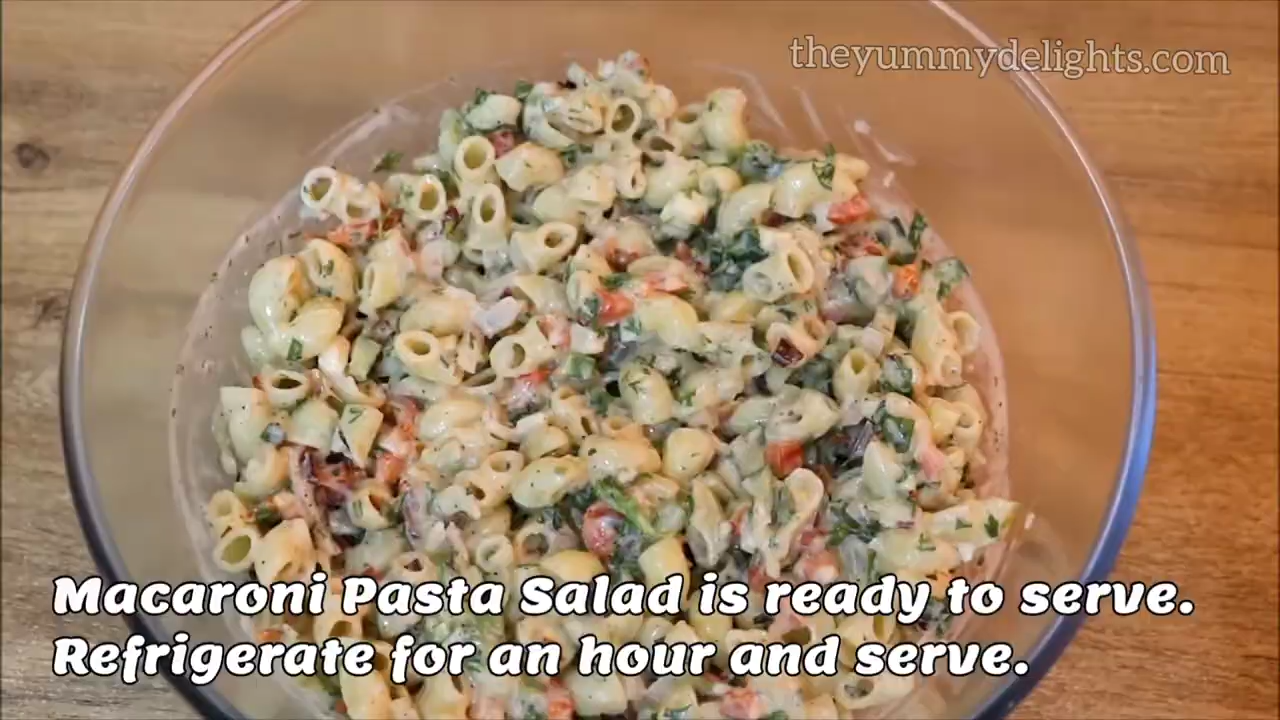 theyummydelights.com
Macaroni Pasta Salad is ready to serve.
Refrigerate for an hour and serve.